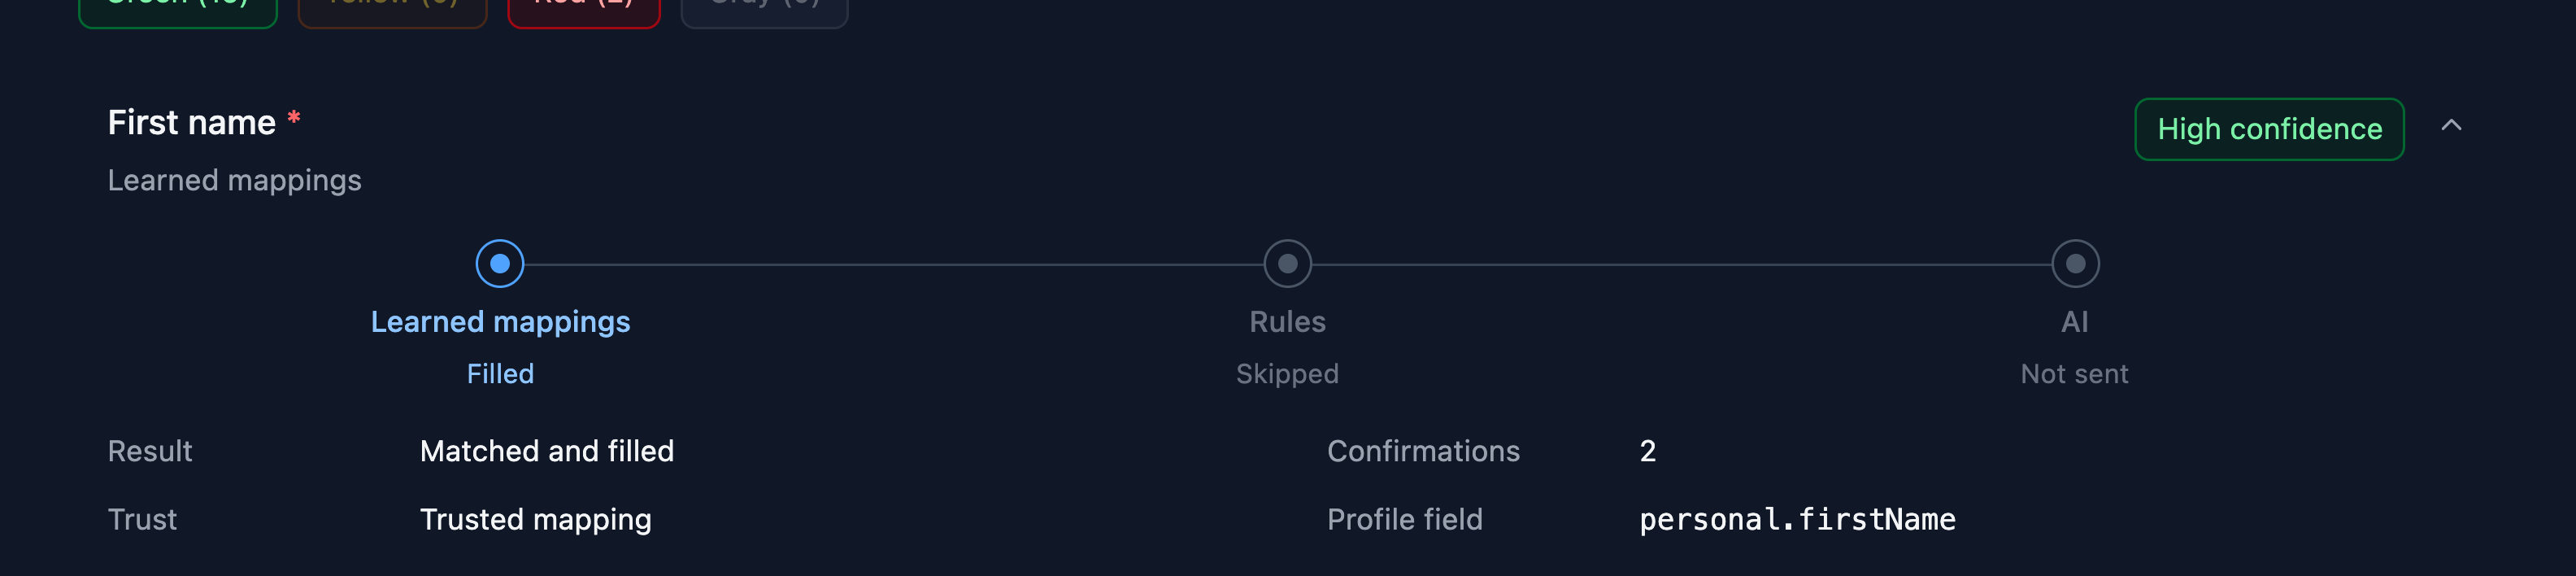 First name *
High confidence
Learned mappings
Learned mappings
Rules
AI
Filled
Skipped
Not sent
Result
Matched and filled
Confirmations
2
Trust
Trusted mapping
Profile field
personal.firstName